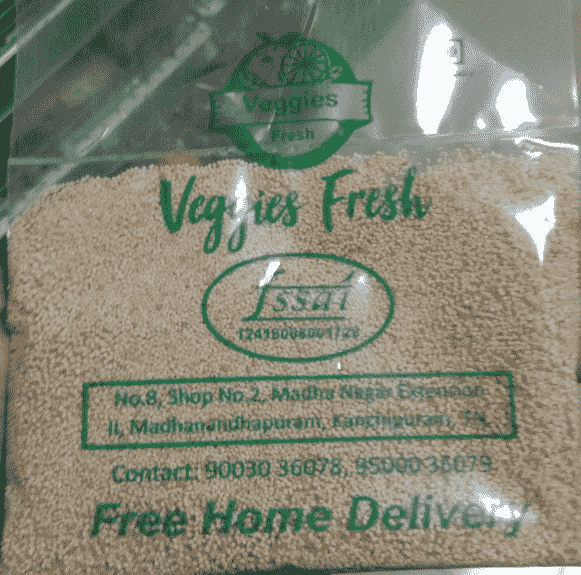 Veggies
Fresh
Veggies Fresh
fssai
No.8, Shop No.2, Madha Nagar Extension
II, Madhanandhapuram, Kanchipuram, TN.
Contact: 90030 36078, 95000 36079
Free Home Delivery